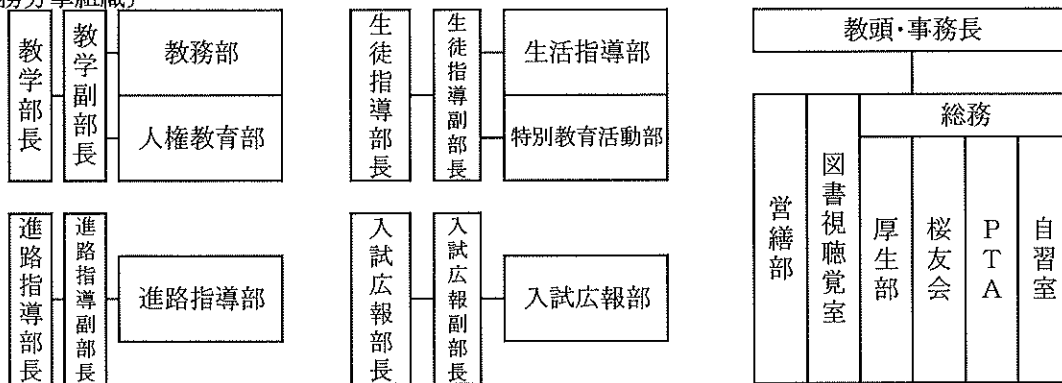 教学部長
教学副部長
教務部
人権教育部
生徒指導部長
生徒指導副部長
生活指導部
特別教育活動部
教頭・事務長
営繕部
図書視聴覚室
総務
厚生部
桜友会
PTA
自習室
進路指導部長
進路指導副部長
進路指導部
入試広報部長
入試広報副部長
入試広報部